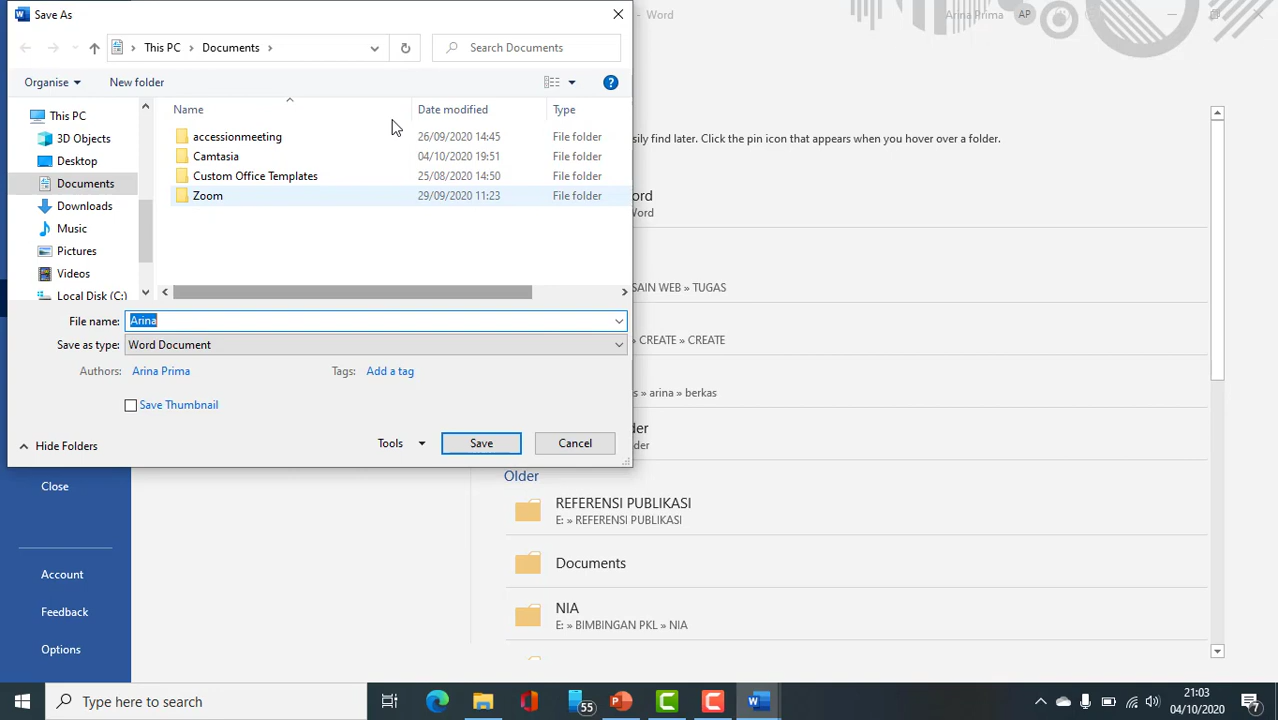 Save As
- Word
Arina Prima
AP
This PC
Documents
Search Documents
Organise
New folder
Name
Date modified
Type
This PC
3D Objects
Desktop
Documents
Downloads
Music
Pictures
Videos
Local Disk (C:)
accessionmeeting
26/09/2020 14:45
File folder
Camtasia
04/10/2020 19:51
File folder
Custom Office Templates
25/08/2020 14:50
File folder
Zoom
29/09/2020 11:23
File folder
File name: Arina
Save as type: Word Document
Authors: Arina Prima
Tags: Add a tag
Save Thumbnail
Hide Folders
Tools
Save
Cancel
sily find later. Click the pin icon that appears when you hover over a folder.
ord
Word
SAIN WEB » TUGAS
» CREATE » CREATE
s » arina » berkas
der
der
Older
REFERENSI PUBLIKASI
E: » REFERENSI PUBLIKASI
Documents
NIA
E: » BIMBINGAN PKL » NIA
Close
Account
Feedback
Options
Type here to search
55
21:03
04/10/2020
7